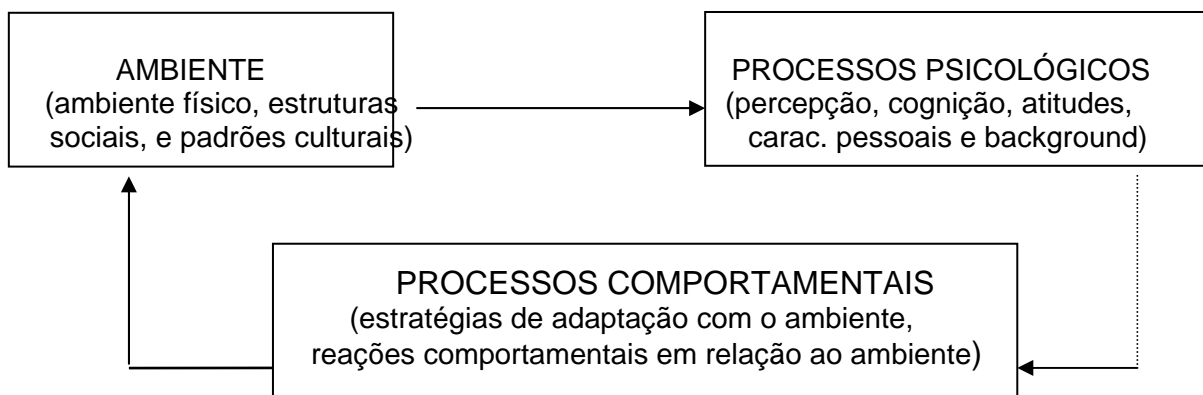 AMBIENTE
(ambiente físico, estruturas
sociais, e padrões culturais)
PROCESSOS PSICOLÓGICOS
(percepção, cognição, atitudes,
carac. pessoais e background)
PROCESSOS COMPORTAMENTAIS
(estratégias de adaptação com o ambiente,
reações comportamentais em relação ao ambiente)